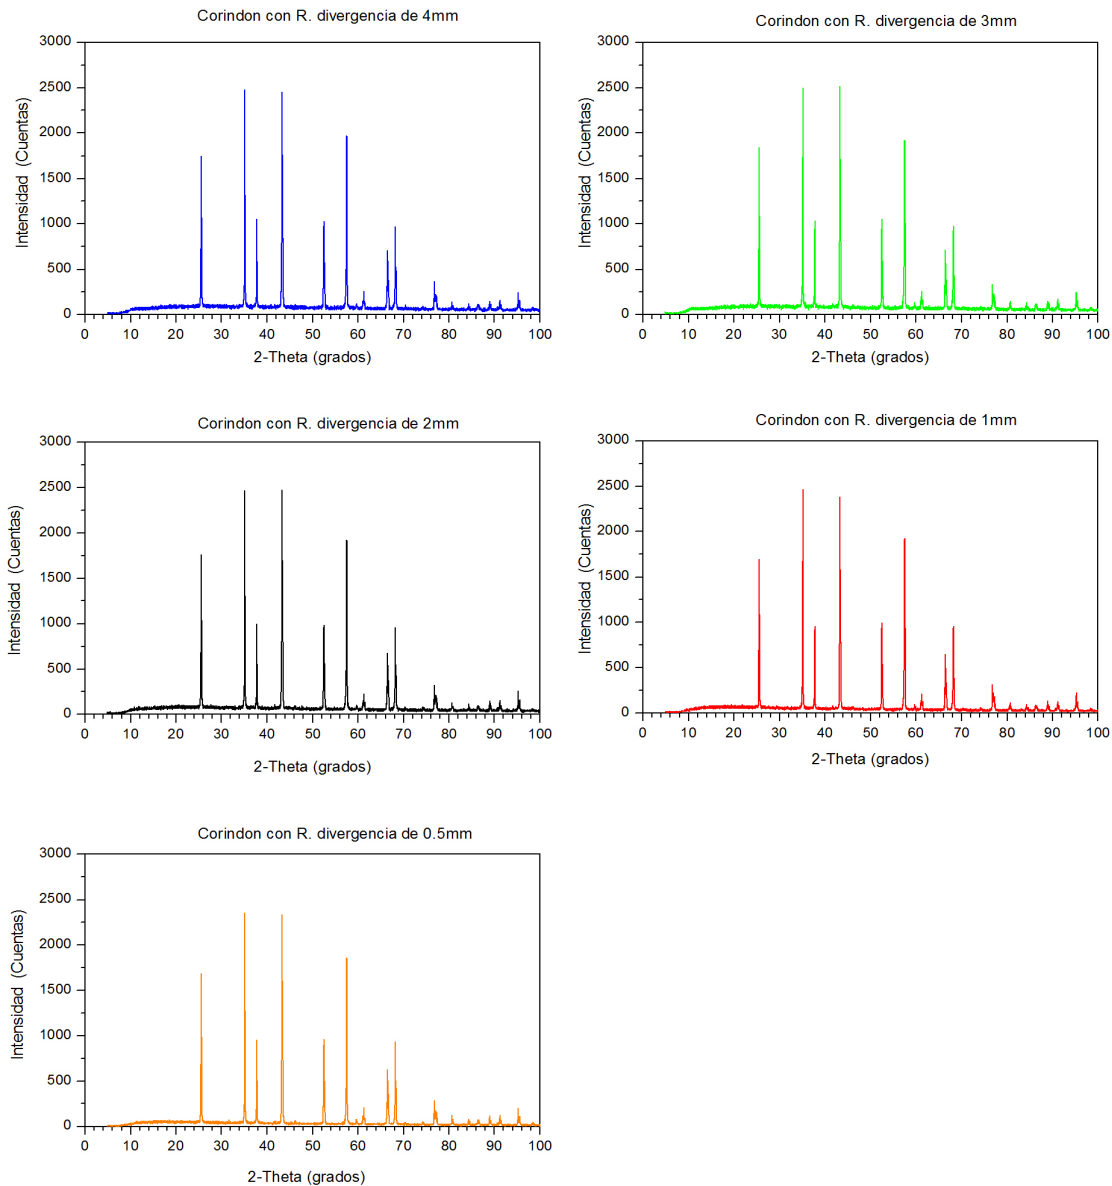 Corindon con R. divergencia de 4mm
3000
2500
2000
1500
1000
500
0
Intensidad (Cuentas)
0 10 20 30 40 50 60 70 80 90 100
2-Theta (grados)
Corindon con R. divergencia de 3mm
3000
2500
2000
1500
1000
500
0
Intensidad (Cuentas)
0 10 20 30 40 50 60 70 80 90 100
2-Theta (grados)
Corindon con R. divergencia de 2mm
3000
2500
2000
1500
1000
500
0
Intensidad (Cuentas)
0 10 20 30 40 50 60 70 80 90 100
2-Theta (grados)
Corindon con R. divergencia de 1mm
3000
2500
2000
1500
1000
500
0
Intensidad (Cuentas)
0 10 20 30 40 50 60 70 80 90 100
2-Theta (grados)
Corindon con R. divergencia de 0.5mm
3000
2500
2000
1500
1000
500
0
Intensidad (Cuentas)
0 10 20 30 40 50 60 70 80 90 100
2-Theta (grados)